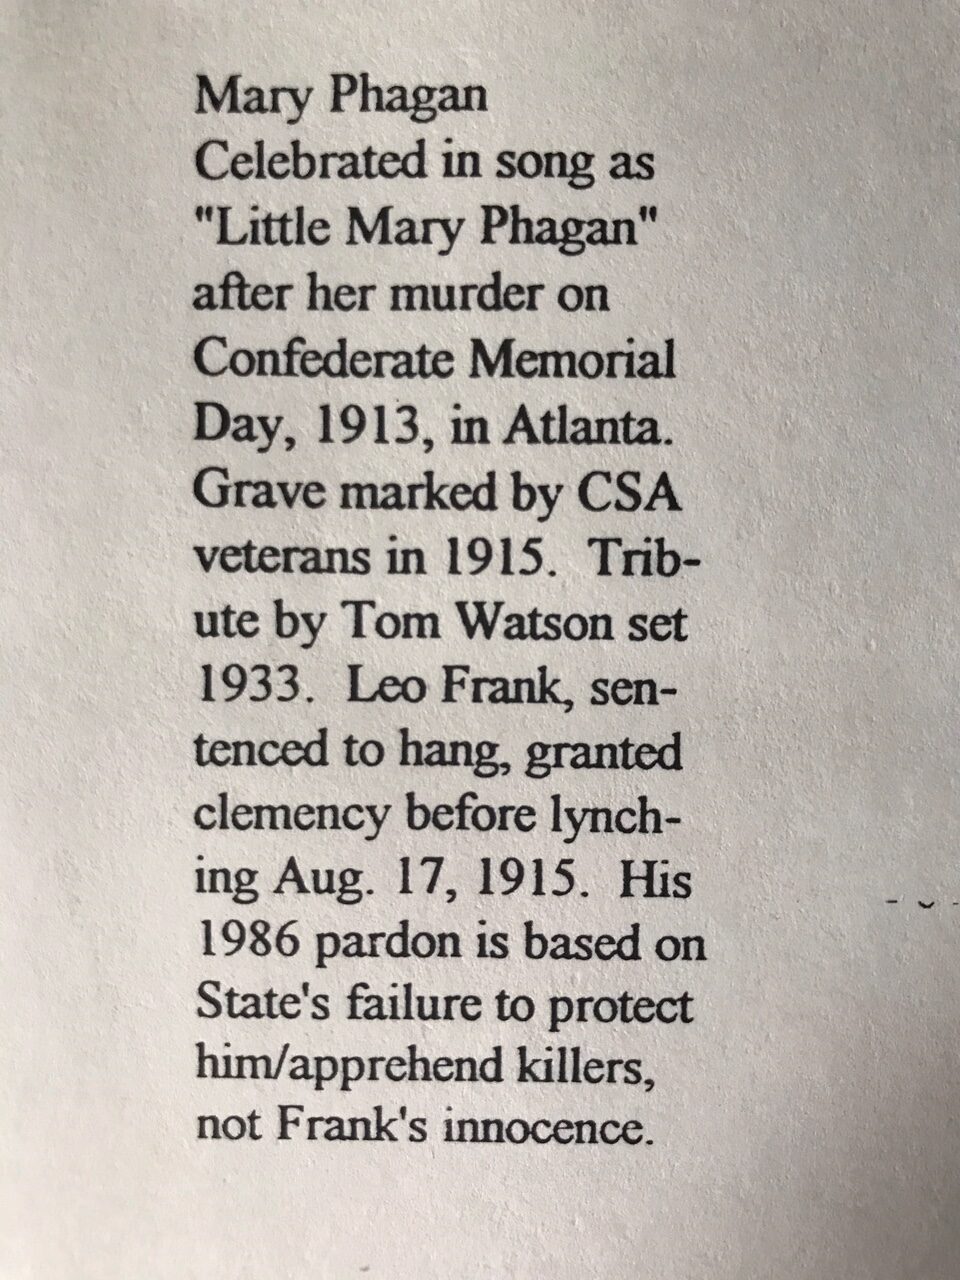 Mary Phagan
Celebrated in song as
"Little Mary Phagan"
after her murder on
Confederate Memorial
Day, 1913, in Atlanta.
Grave marked by CSA
veterans in 1915.  Trib-
ute by Tom Watson set
1933.  Leo Frank, sen-
tenced to hang, granted
clemency before lynch-
ing Aug. 17, 1915.  His
1986 pardon is based on
State's failure to protect
him/apprehend killers,
not Frank's innocence.